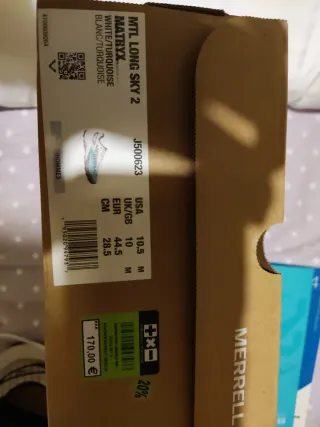 MTL LONG SKY 2
MATRYX
WHITE/TURQUOISE
BLANC/TURQUOISE
J500623
USA 10.5 M
UK/GB 10 M
EUR 44.5
CM 28.5
170,00 €
20%
MERRELL